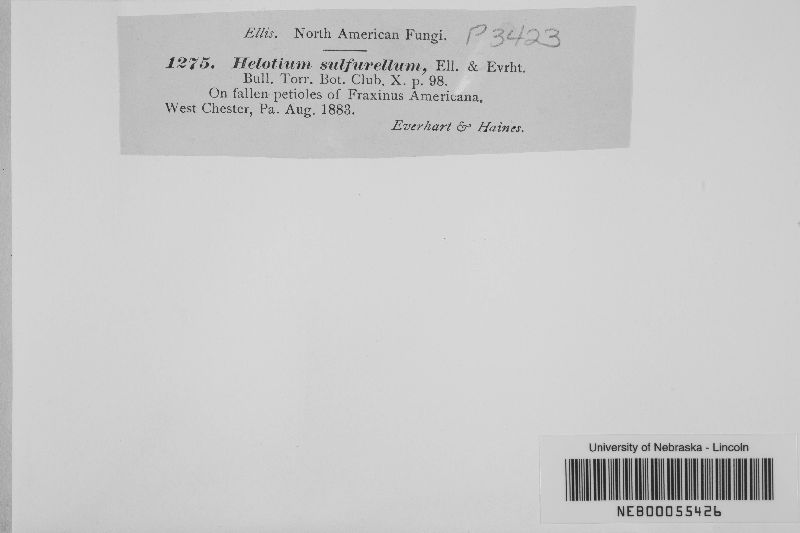 Ellis. North American Fungi. P3423
1275. Helotium sulfurellum, Ell. & Evrht.
Bull. Torr. Bot. Club, X. p. 98.
On fallen petioles of Fraxinus Americana,
West Chester, Pa. Aug. 1883.
Everhart & Haines.
University of Nebraska - Lincoln
NEB00055426